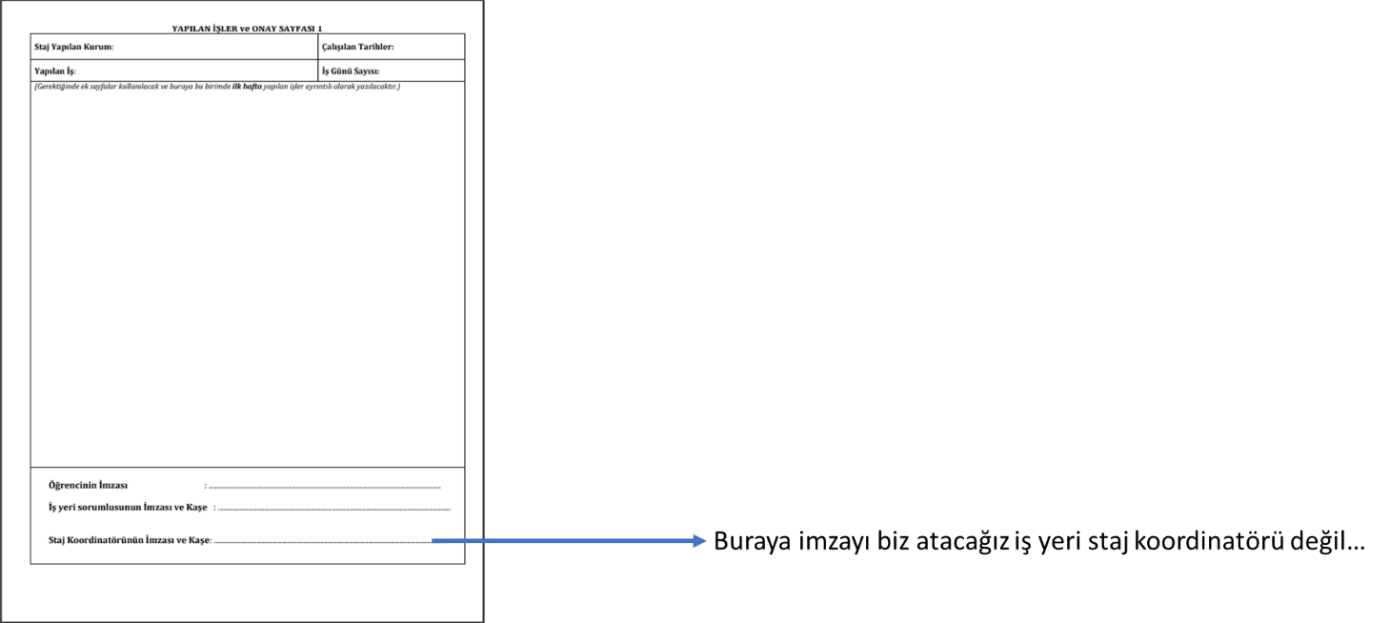 YAPILAN İŞLER ve ONAY SAYFASI 1
Staj Yapılan Kurum:
Çalışılan Tarihler:
Yapılan İş:
İş Günü Sayısı:
(Gerektiğinde ek sayfalar kullanılacak ve buraya bu birimde ilk hafta yapılan işler ayrıntılı olarak yazılacaktır.)
Öğrencinin İmzası : ................................................................
İş yeri sorumlusunun İmzası ve Kaşe : ................................................................
Staj Koordinatörünün İmzası ve Kaşe: ................................................................
Buraya imzayı biz atacağız iş yeri staj koordinatörü değil...